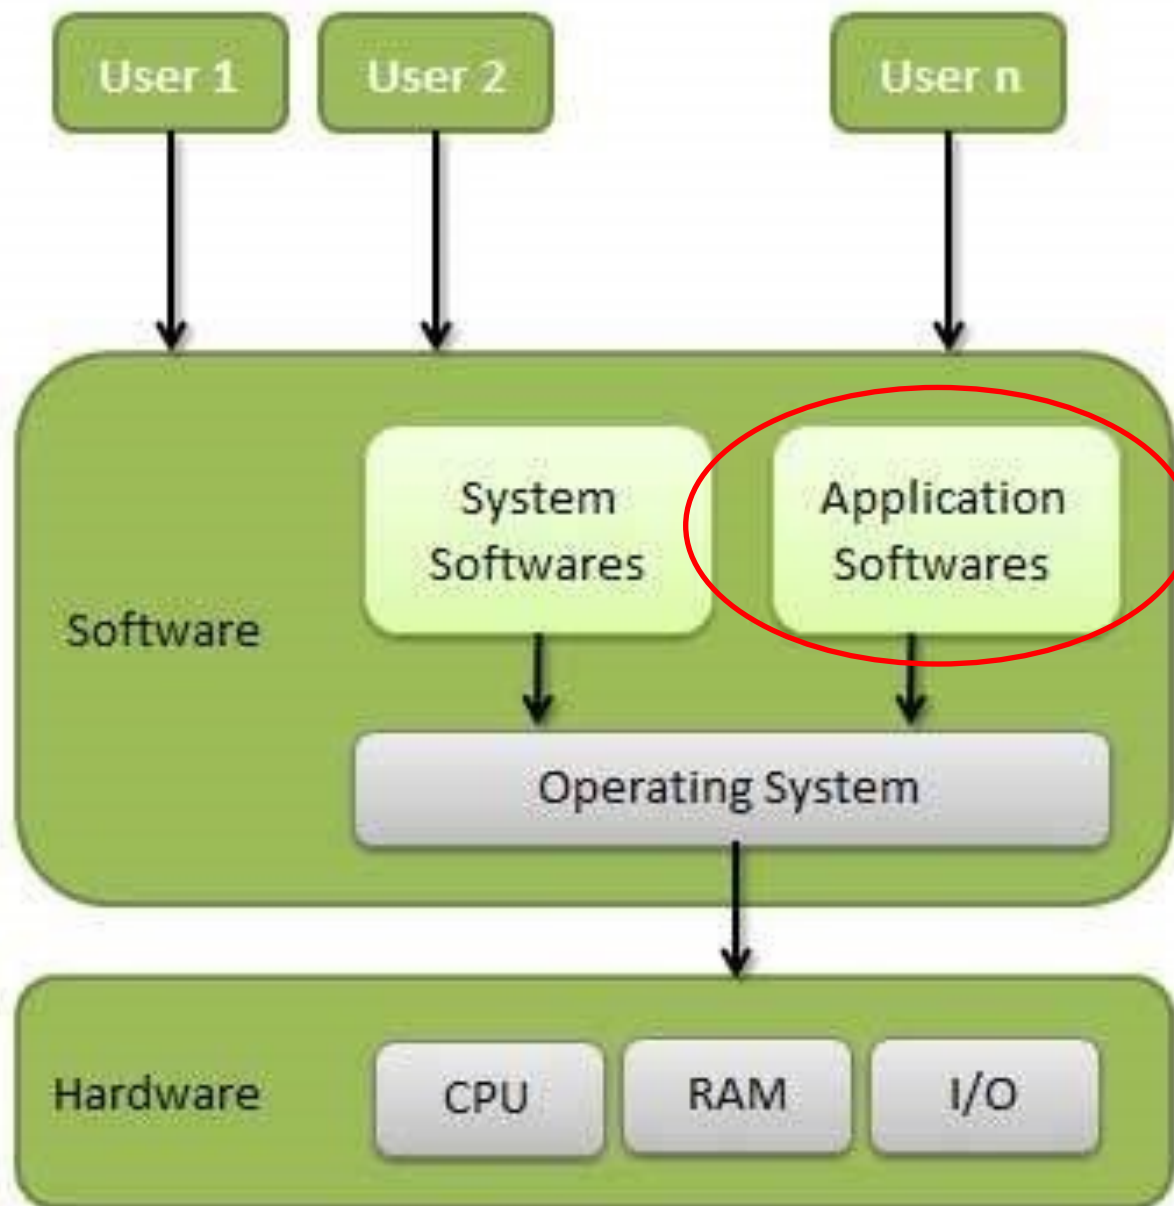 User 1
User 2
User n
System
Softwares
Application
Softwares
Software
Operating System
Hardware
CPU
RAM
I/O